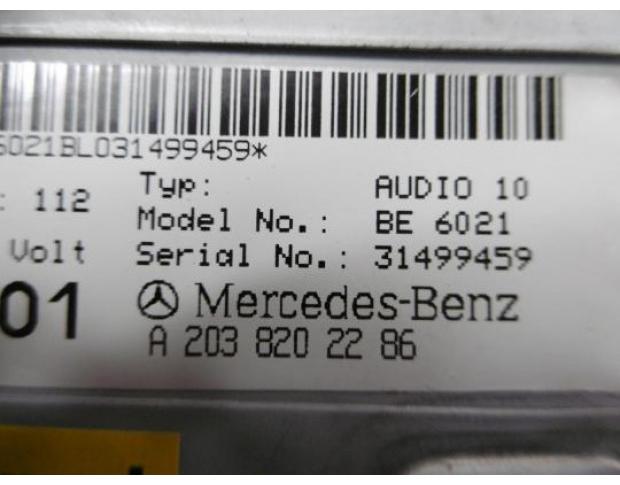 6021BL031499459*
Typ: AUDIO 10
: 112 Model No.: BE 6021
Volt Serial No.: 31499459
01 Mercedes-Benz
A 203 820 22 86